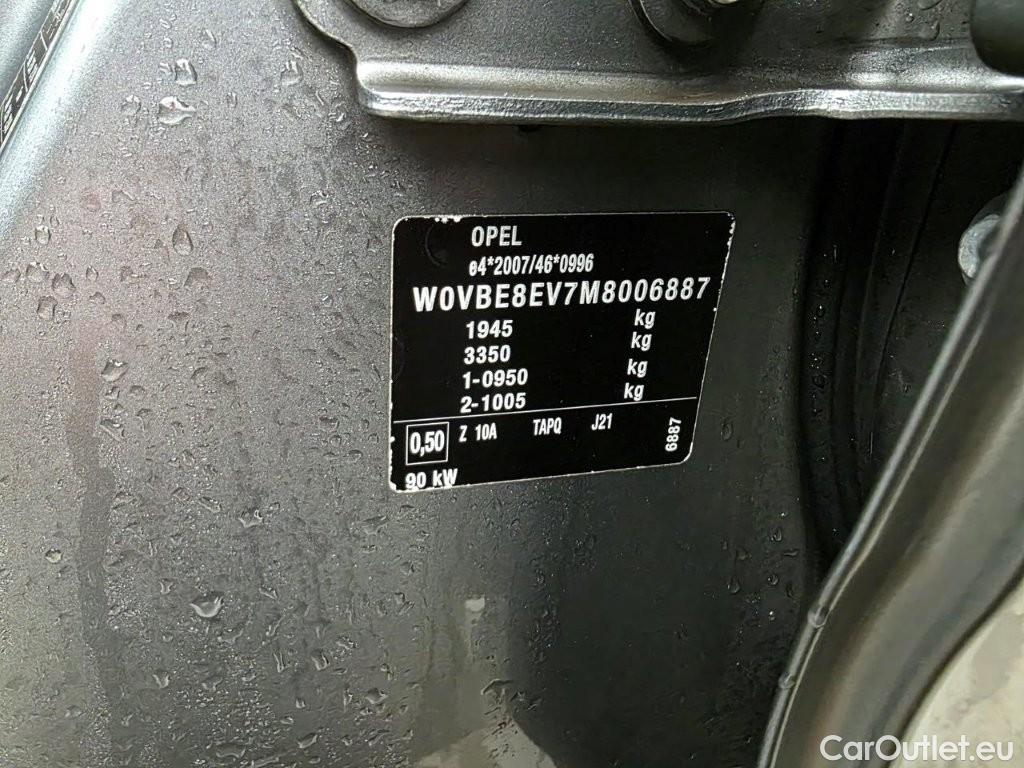 OPEL
e4*2007/46*0996
W0VBE8EV7M8006887
1945 kg
3350 kg
1-0950 kg
2-1005 kg
0,50 Z 10A TAPQ J21
6887
90 kW
CarOutlet.eu